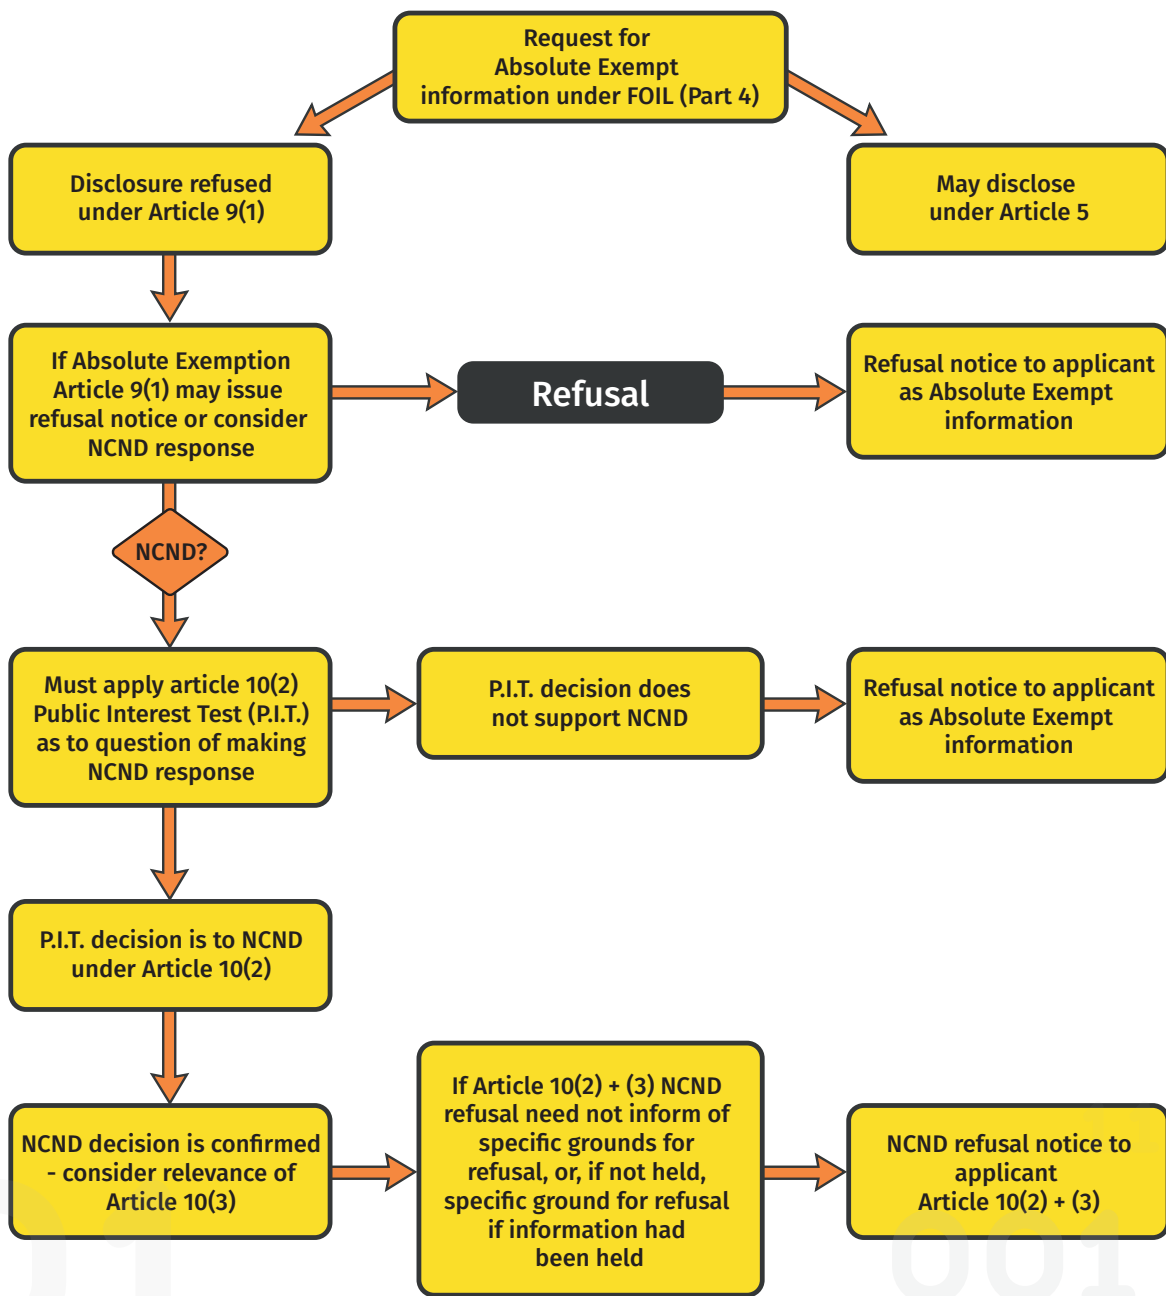 Request for
Absolute Exempt
information under FOIL (Part 4)
Disclosure refused
under Article 9(1)
May disclose
under Article 5
If Absolute Exemption
Article 9(1) may issue
refusal notice or consider
NCND response
Refusal
Refusal notice to applicant
as Absolute Exempt
information
NCND?
Must apply article 10(2)
Public Interest Test (P.I.T.)
as to question of making
NCND response
P.I.T. decision does
not support NCND
Refusal notice to applicant
as Absolute Exempt
information
P.I.T. decision is to NCND
under Article 10(2)
NCND decision is confirmed
- consider relevance of
Article 10(3)
If Article 10(2) + (3) NCND
refusal need not inform of
specific grounds for
refusal, or, if not held,
specific ground for refusal
if information had
been held
NCND refusal notice to
applicant
Article 10(2) + (3)
01
11
001